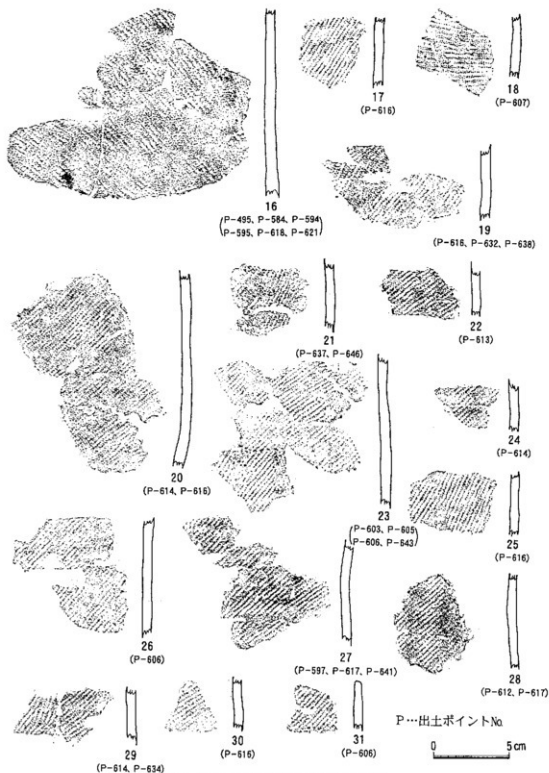 16
(P-495、P-584、P-594
P-595、P-618、P-621)
17
(P-616)
18
(P-607)
19
(P-616、P-632、P-638)
20
(P-614、P-616)
21
(P-637、P-646)
22
(P-613)
23
(P-603、P-605
P-606、P-643)
24
(P-614)
25
(P-616)
26
(P-606)
27
(P-597、P-617、P-641)
28
(P-612、P-617)
29
(P-614、P-634)
30
(P-616)
31
(P-606)
P…出土ポイントNo.
0 5cm